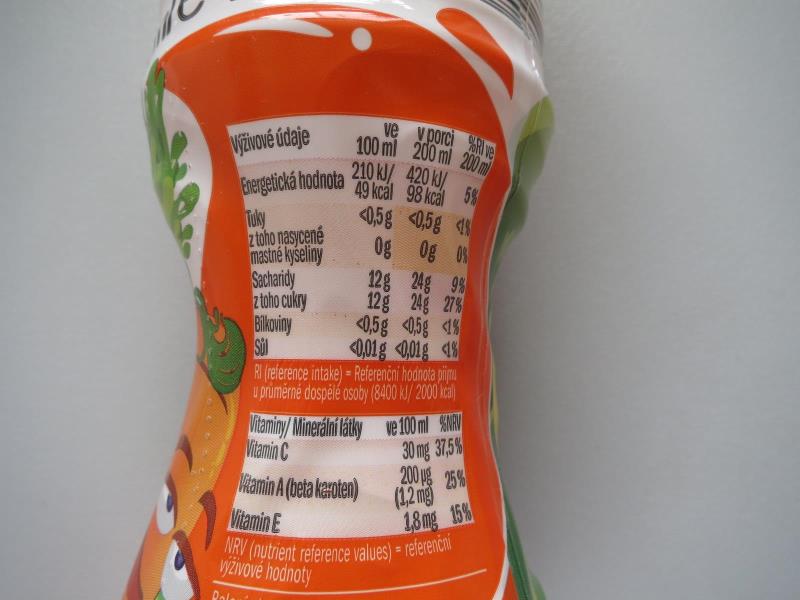 Výživové údaje ve 100 ml v porci 200 ml %RI ve 200 ml
Energetická hodnota 210 kJ/ 49 kcal 420 kJ/ 98 kcal 5%
Tuky <0,5g <0,5g <1%
z toho nasycené mastné kyseliny 0g 0g 0%
Sacharidy 12g 24g 9%
z toho cukry 12g 24g 27%
Bílkoviny <0,5g <0,5g <1%
Sůl <0,01g <0,01g <1%
RI (reference intake) = Referenční hodnota příjmu
u průměrné dospělé osoby (8400 kJ/ 2000 kcal)
Vitaminy/ Minerální látky ve 100 ml %NRV
Vitamin C 30 mg 37,5%
Vitamin A (beta karoten) 200 µg (1,2 mg) 25%
Vitamin E 1,8 mg 15%
NRV (nutrient reference values) = referenční
výživové hodnoty